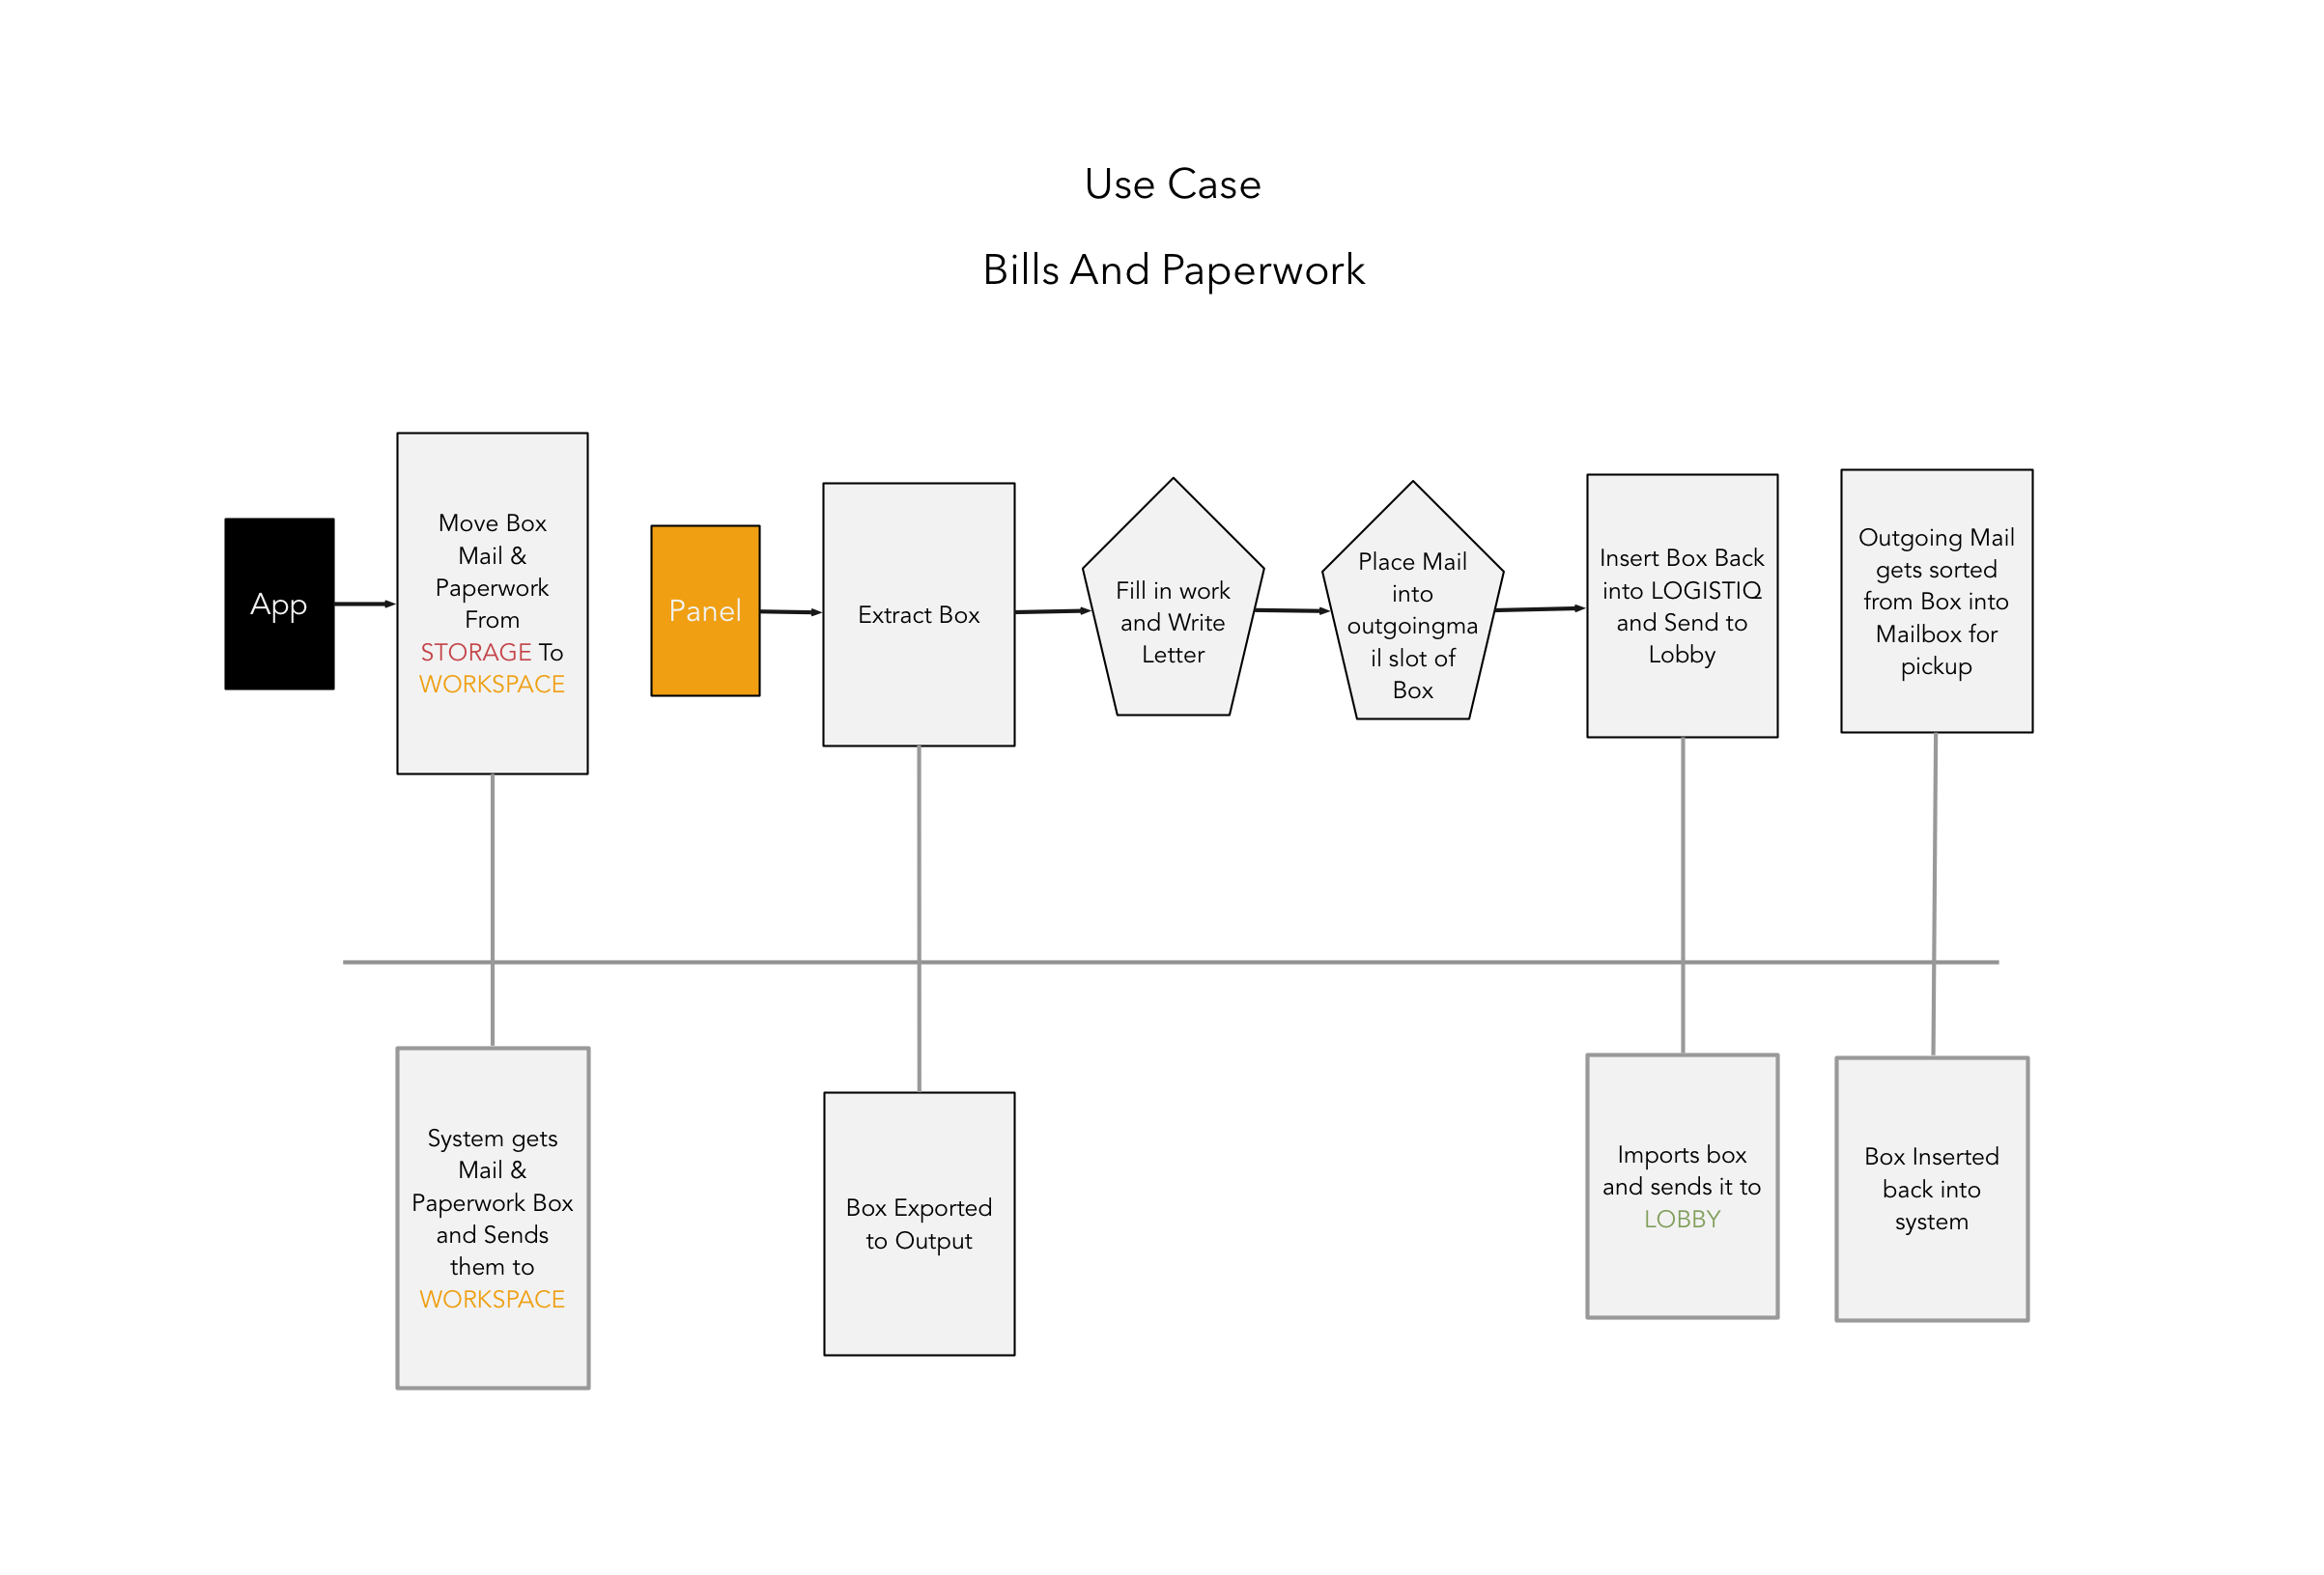 Use Case
Bills And Paperwork
App
Move Box
Mail &
Paperwork
From
STORAGE To
WORKSPACE
Panel
Extract Box
Fill in work
and Write
Letter
Place Mail
into
outgoingma
il slot of
Box
Insert Box Back
into LOGISTIQ
and Send to
Lobby
Outgoing Mail
gets sorted
from Box into
Mailbox for
pickup
System gets
Mail &
Paperwork Box
and Sends
them to
WORKSPACE
Box Exported
to Output
Imports box
and sends it to
LOBBY
Box Inserted
back into
system